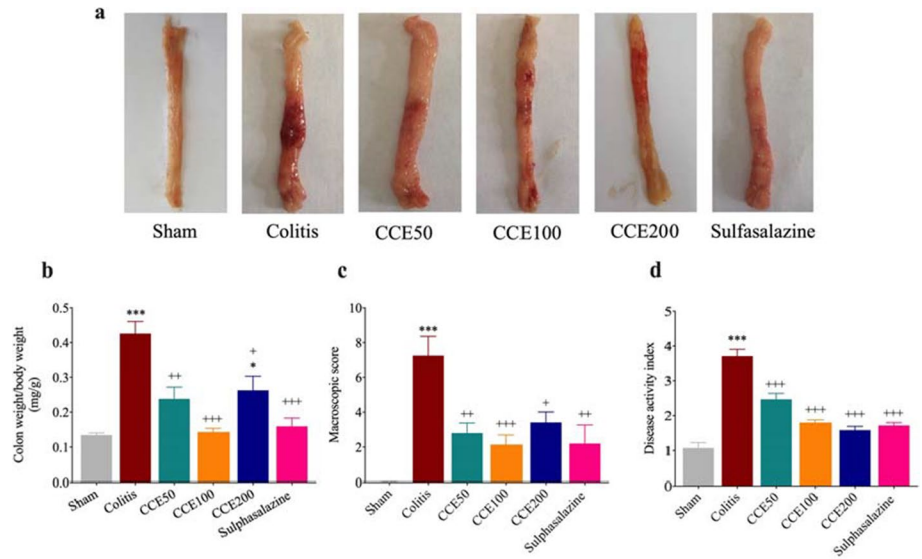 a
Sham
Colitis
CCE50
CCE100
CCE200
Sulfasalazine
b
Colon weight/body weight
(mg/g)
0.5
0.4
0.3
0.2
0.1
0.0
***
++
+++
+
*
+++
Sham
Colitis
CCE50
CCE100
CCE200
Sulphasalazine
c
Macroscopic score
10
8
6
4
2
0
***
++
+++
+
++
Sham
Colitis
CCE50
CCE100
CCE200
Sulphasalazine
d
Disease activity index
5
4
3
2
1
0
***
+++
+++
+++
+++
Sham
Colitis
CCE50
CCE100
CCE200
Sulphasalazine